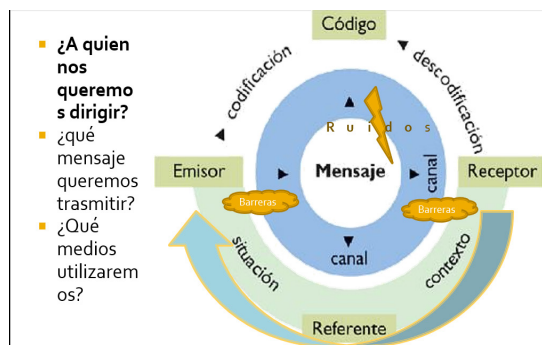 ¿A quien
nos
queremo
s dirigir?
¿qué
mensaje
queremos
trasmitir?
¿Qué
medios
utilizarem
os?
Código
codificación
descodificación
Ruídos
Emisor
Mensaje
canal
Receptor
Barreras
Barreras
situación
canal
contexto
Referente